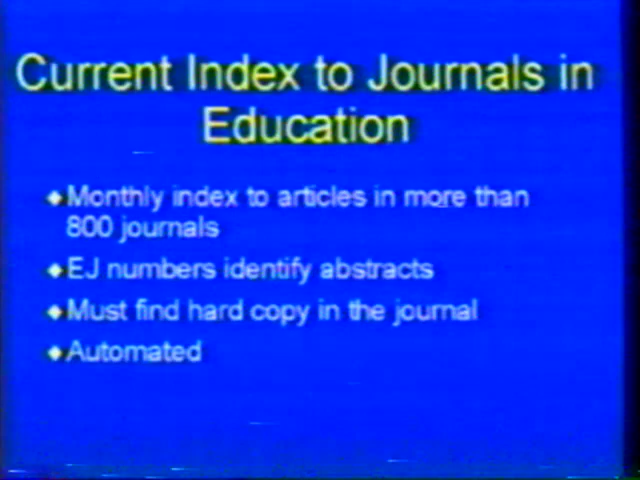 Current Index to Journals in
Education
◆Monthly index to articles in more than
800 journals
◆EJ numbers identify abstracts
◆Must find hard copy in the journal
◆Automated